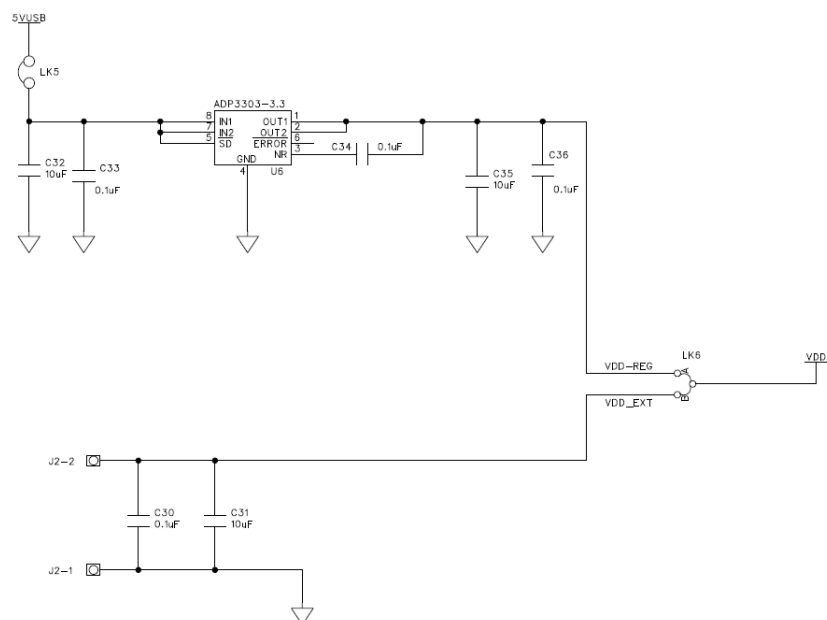 5VUSB
LK5
ADP3303-3.3
8 IN1 OUT1 1
7 IN2 OUT2 2
5 SD ERROR 6
NR 3
GND
4 U6
C34 0.1uF
C32
10uF
C33
0.1uF
C35
10uF
C36
0.1uF
LK6
VDD-REG
A
VDD
B
VDD_EXT
J2-2
C30
0.1uF
C31
10uF
J2-1